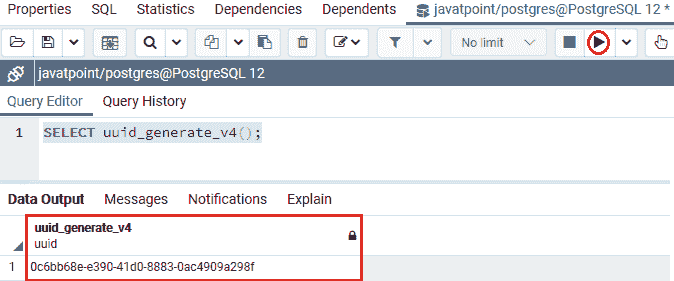 Properties SQL Statistics Dependencies Dependents javatpoint/postgres@PostgreSQL 12 *
No limit
javatpoint/postgres@PostgreSQL 12
Query Editor Query History
1 SELECT uuid_generate_v4();
Data Output Messages Notifications Explain
uuid_generate_v4
uuid
1 0c6bb68e-e390-41d0-8883-0ac4909a298f